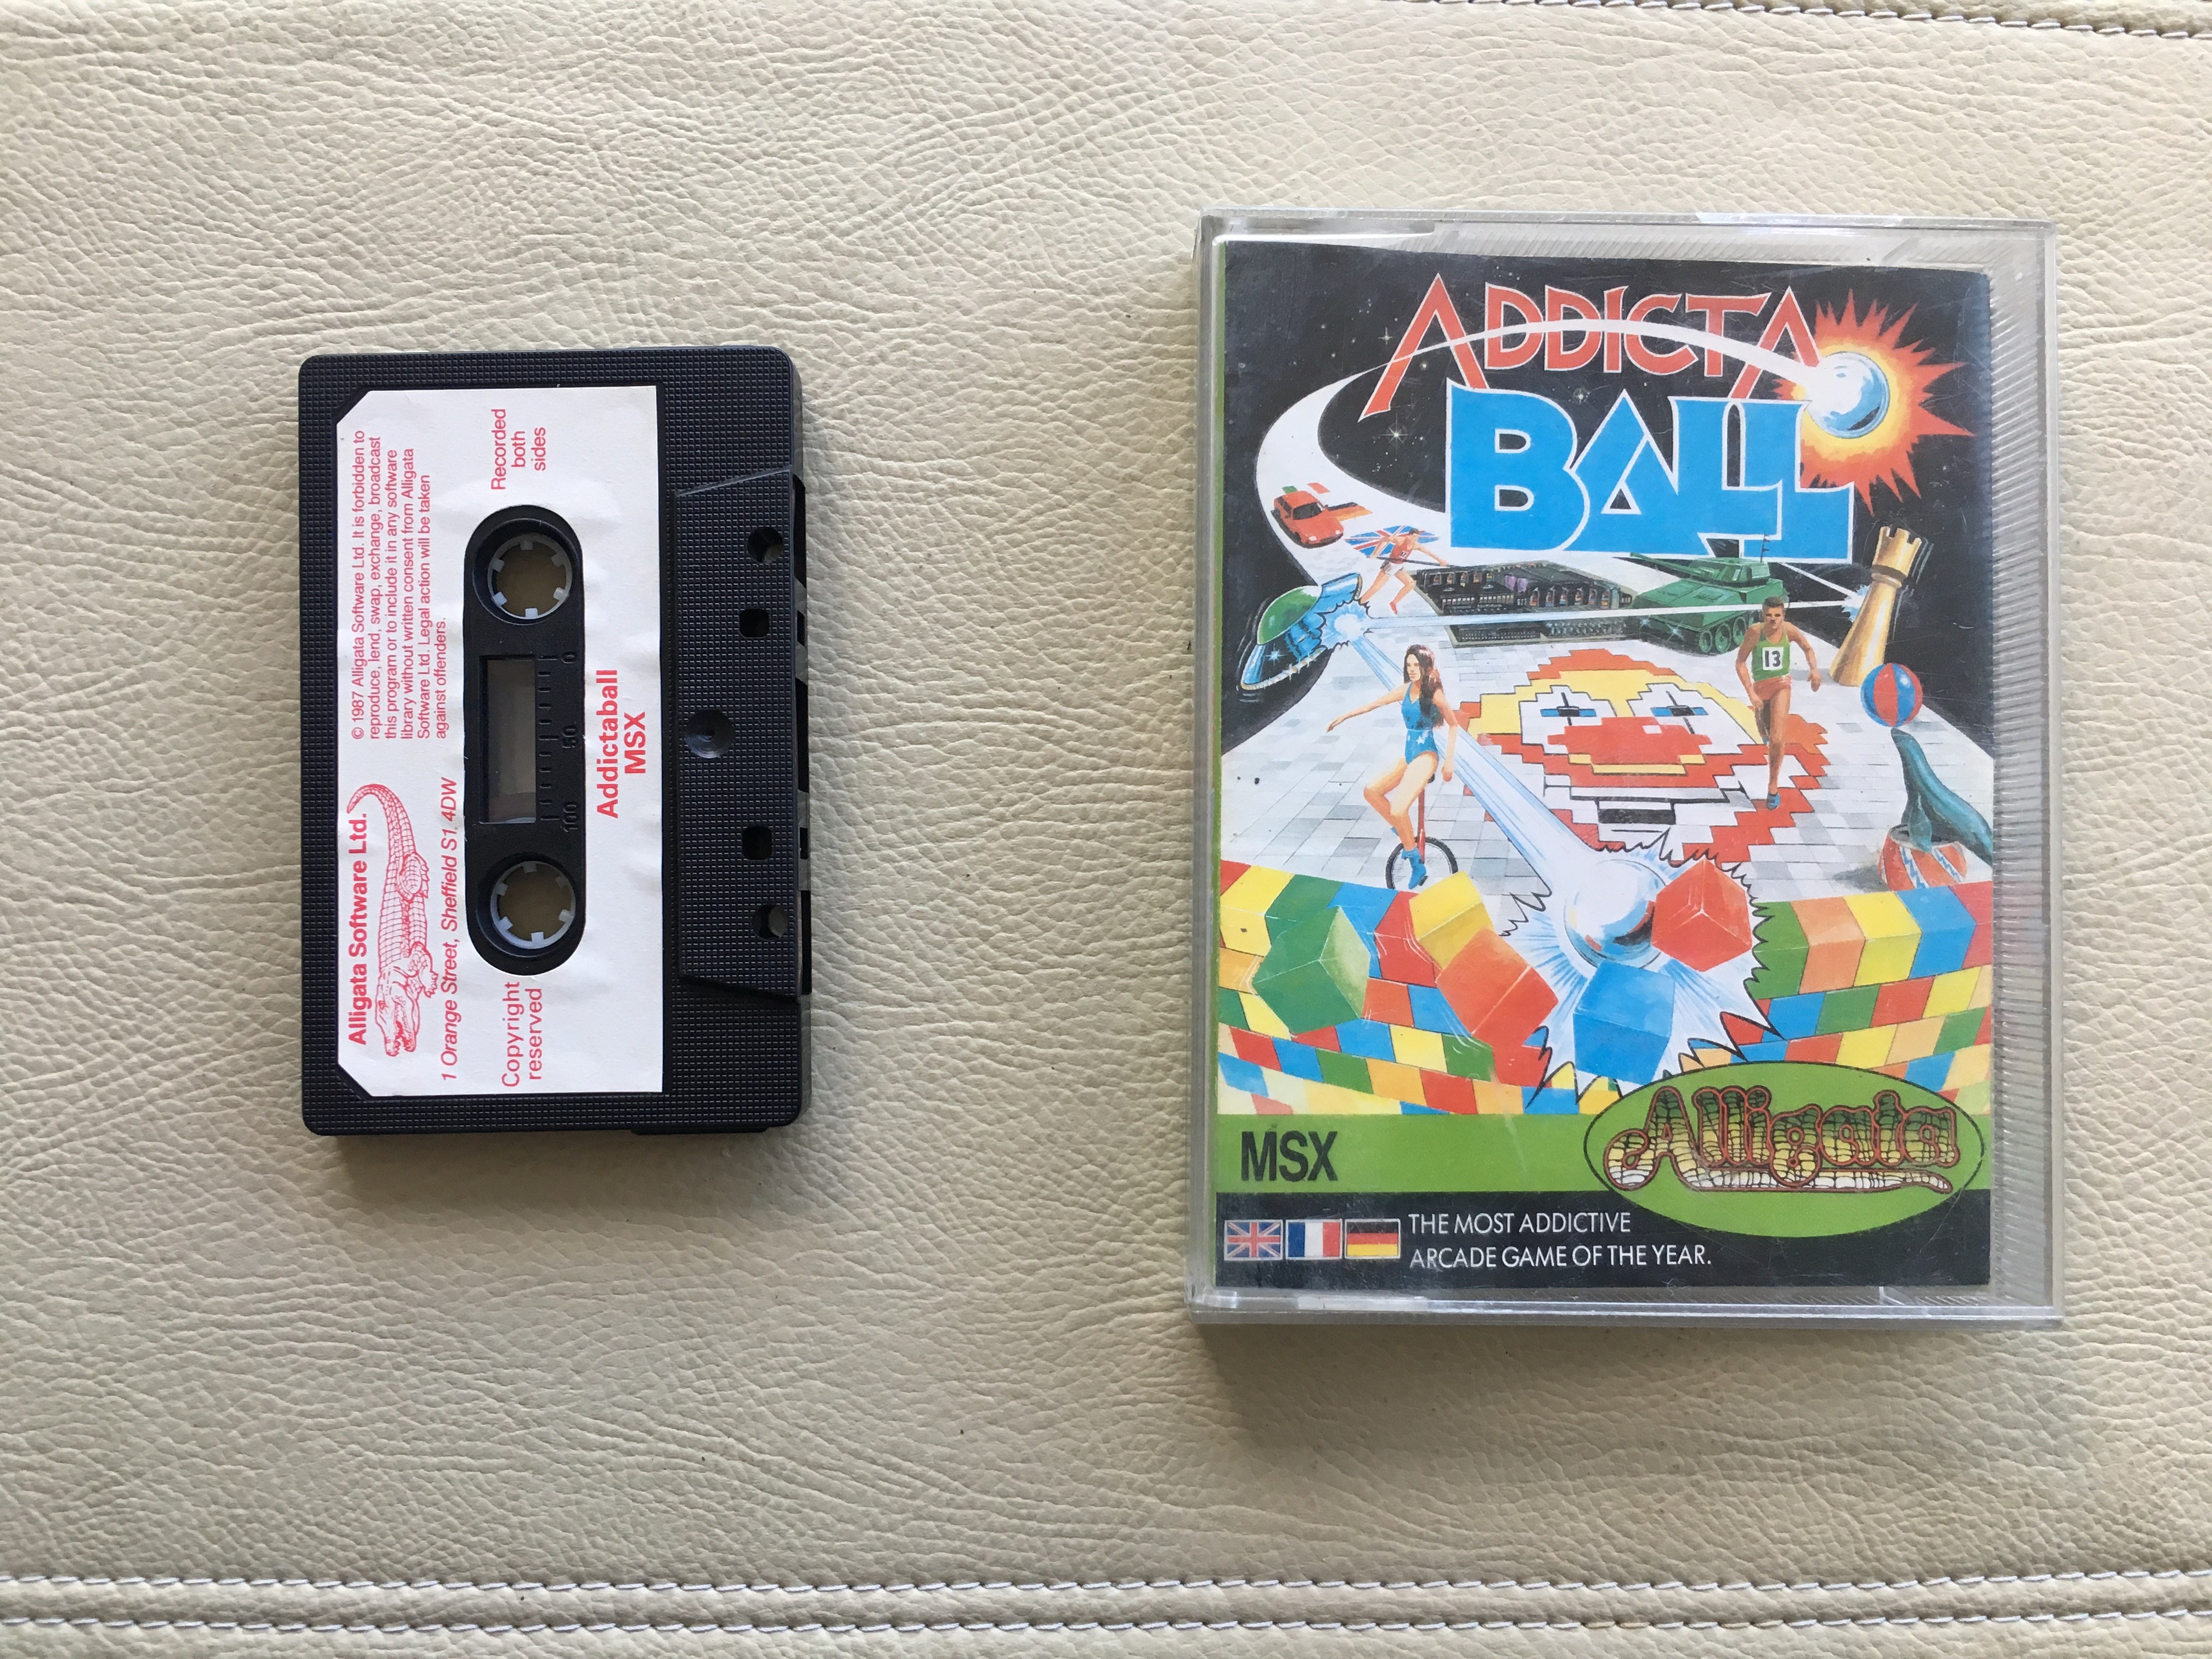 Alligata Software Ltd.
1 Orange Street, Sheffield S1 4DW
© 1987 Alligata Software Ltd. It is forbidden to
reproduce, lend, swap, exchange, broadcast
this program or to include it in any software
library without written consent from Alligata
Software Ltd. Legal action will be taken
against offenders.
Copyright
reserved
100 50 0
Recorded
both
sides
Addictaball
MSX
ADDICTA
BALL
13
MSX
Alligata
THE MOST ADDICTIVE
ARCADE GAME OF THE YEAR.